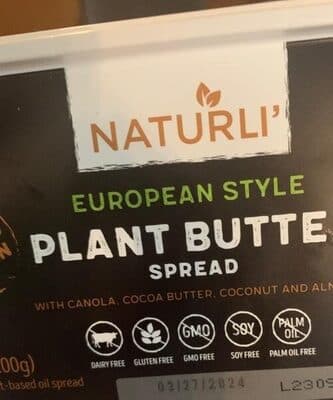 NATURLI'
EUROPEAN STYLE
PLANT BUTTE
SPREAD
WITH CANOLA, COCOA BUTTER, COCONUT AND ALM
GMO
SOY
PALM
OIL
DAIRY FREE
GLUTEN FREE
GMO FREE
SOY FREE
PALM OIL FREE
00g)
t-based oil spread
03/27/2024
L2309